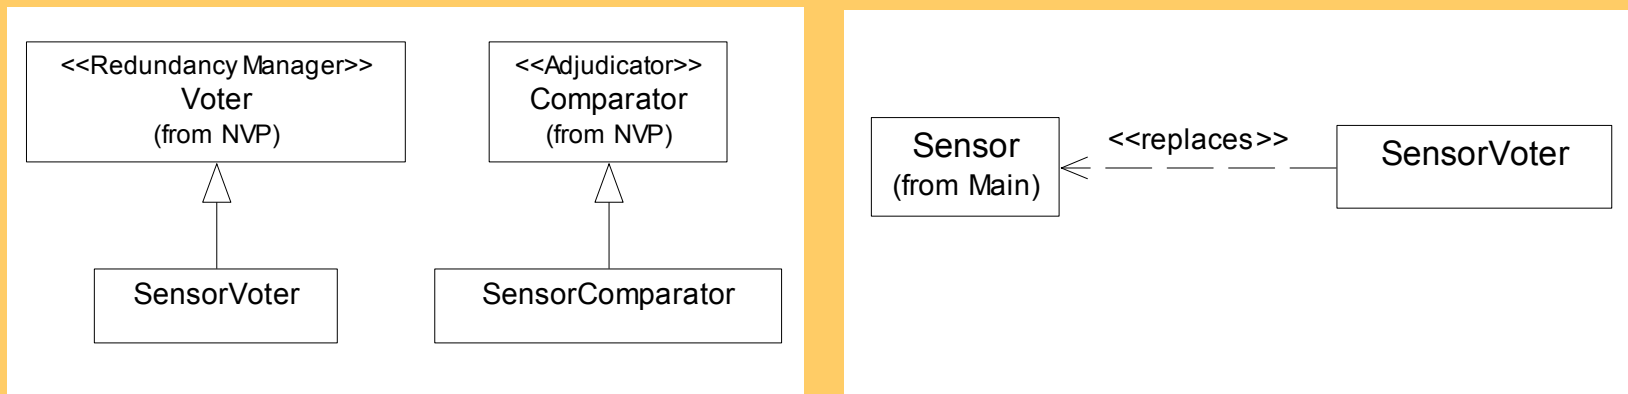 <<Redundancy Manager>>
Voter
(from NVP)
<<Adjudicator>>
Comparator
(from NVP)
SensorVoter
SensorComparator
Sensor
(from Main)
<<replaces>>
SensorVoter